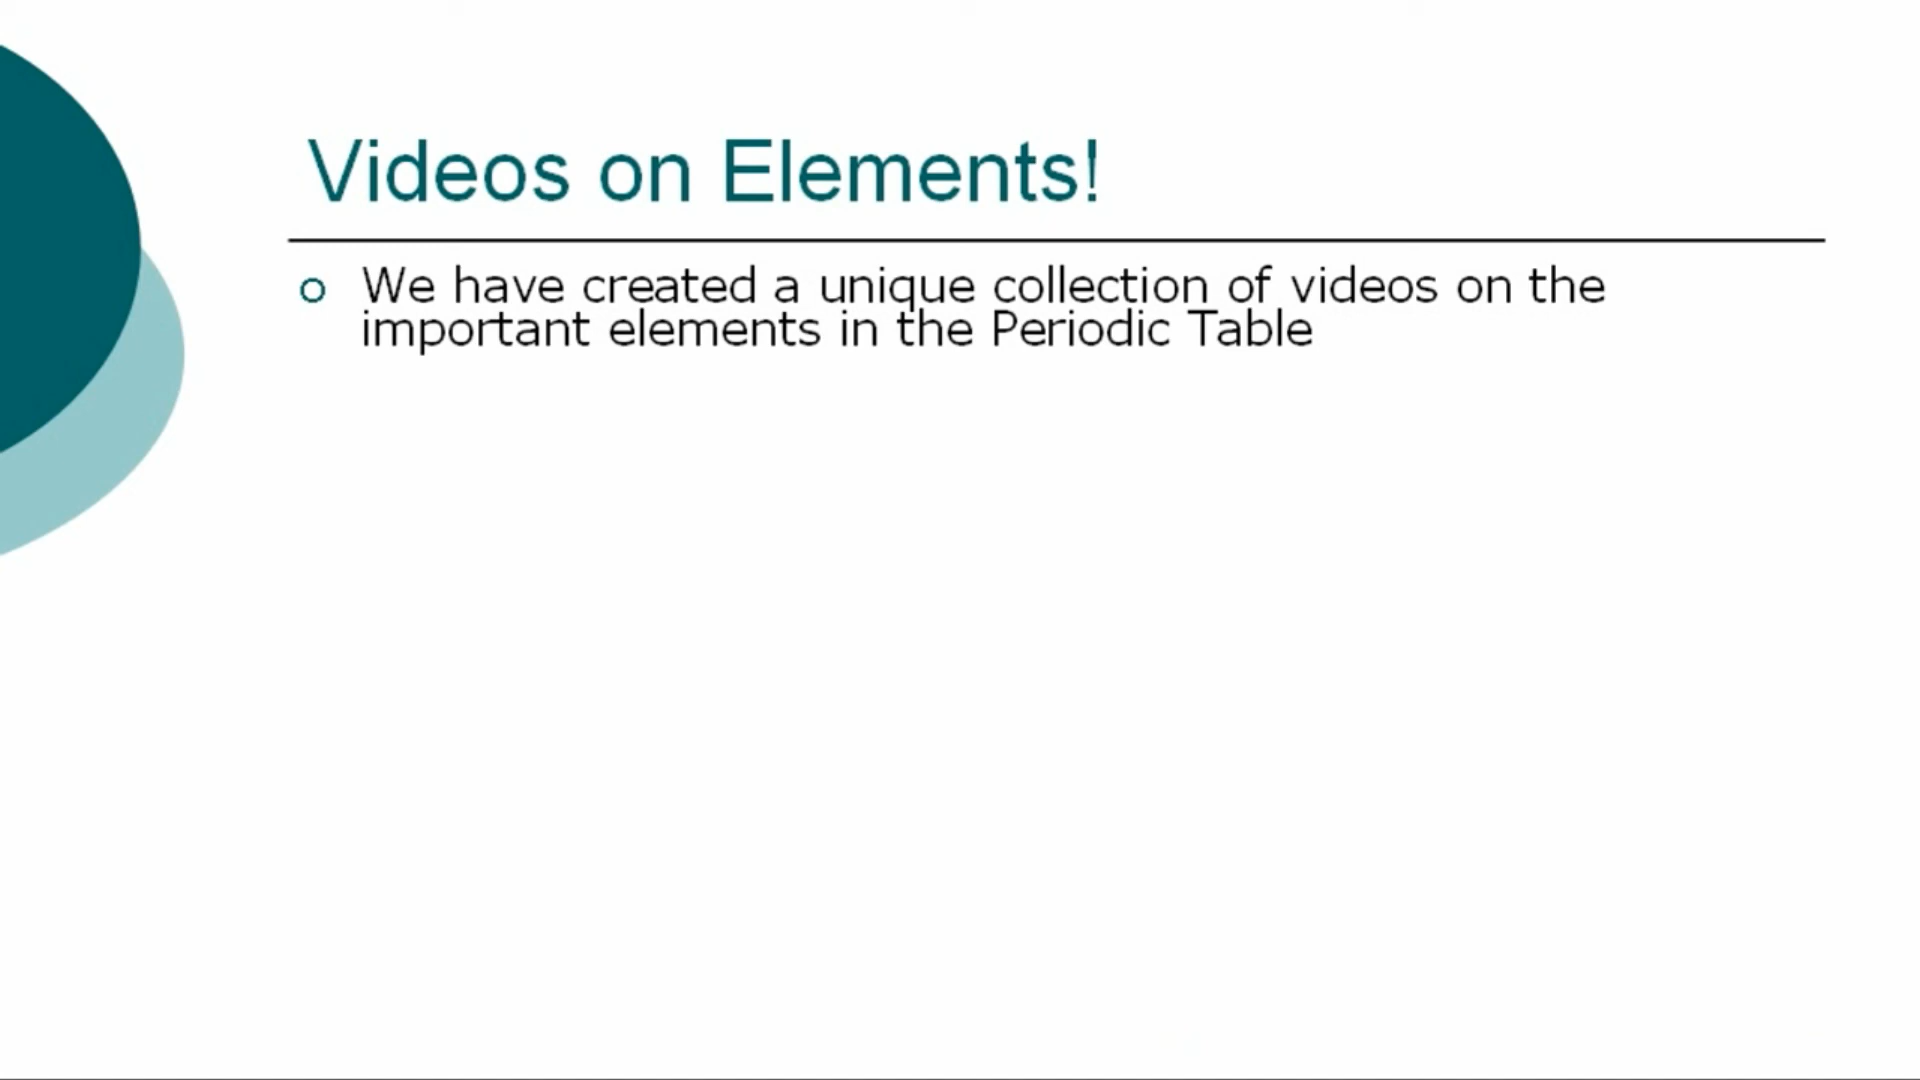 Videos on Elements!
We have created a unique collection of videos on the
important elements in the Periodic Table